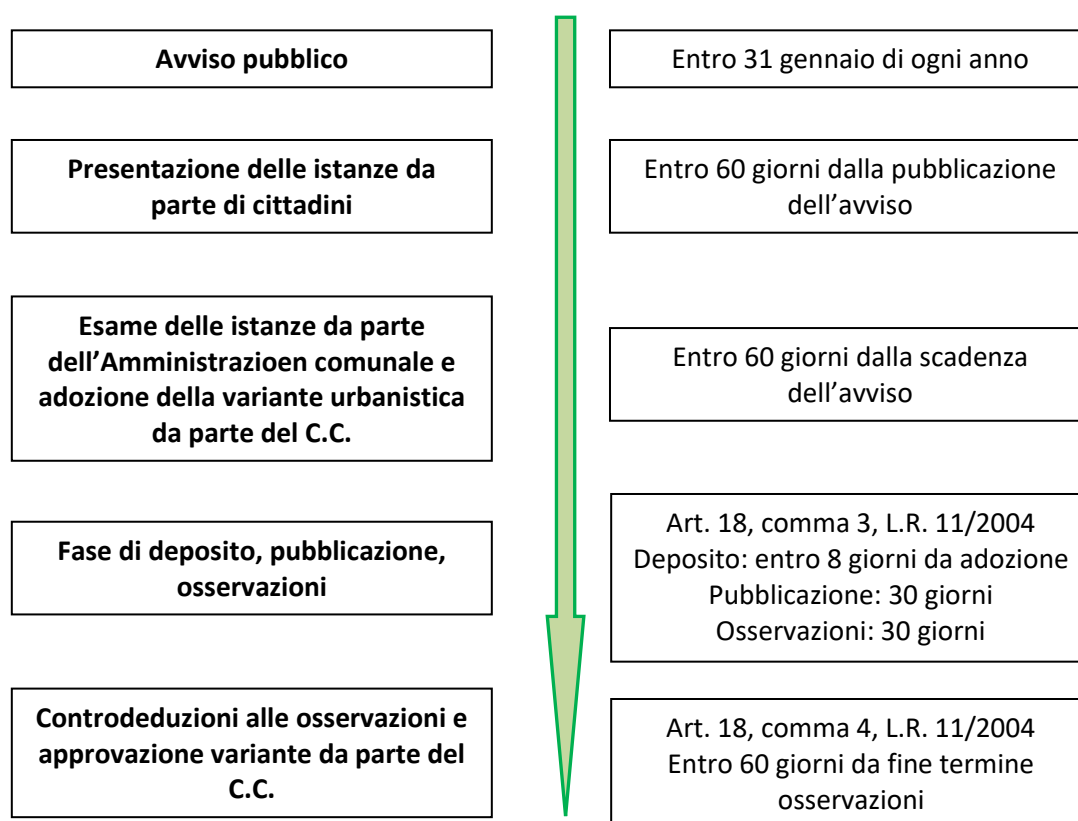 Avviso pubblico
Entro 31 gennaio di ogni anno
Presentazione delle istanze da
parte di cittadini
Entro 60 giorni dalla pubblicazione
dell’avviso
Esame delle istanze da parte
dell’Amministrazioen comunale e
adozione della variante urbanistica
da parte del C.C.
Entro 60 giorni dalla scadenza
dell’avviso
Fase di deposito, pubblicazione,
osservazioni
Art. 18, comma 3, L.R. 11/2004
Deposito: entro 8 giorni da adozione
Pubblicazione: 30 giorni
Osservazioni: 30 giorni
Controdeduzioni alle osservazioni e
approvazione variante da parte del
C.C.
Art. 18, comma 4, L.R. 11/2004
Entro 60 giorni da fine termine
osservazioni